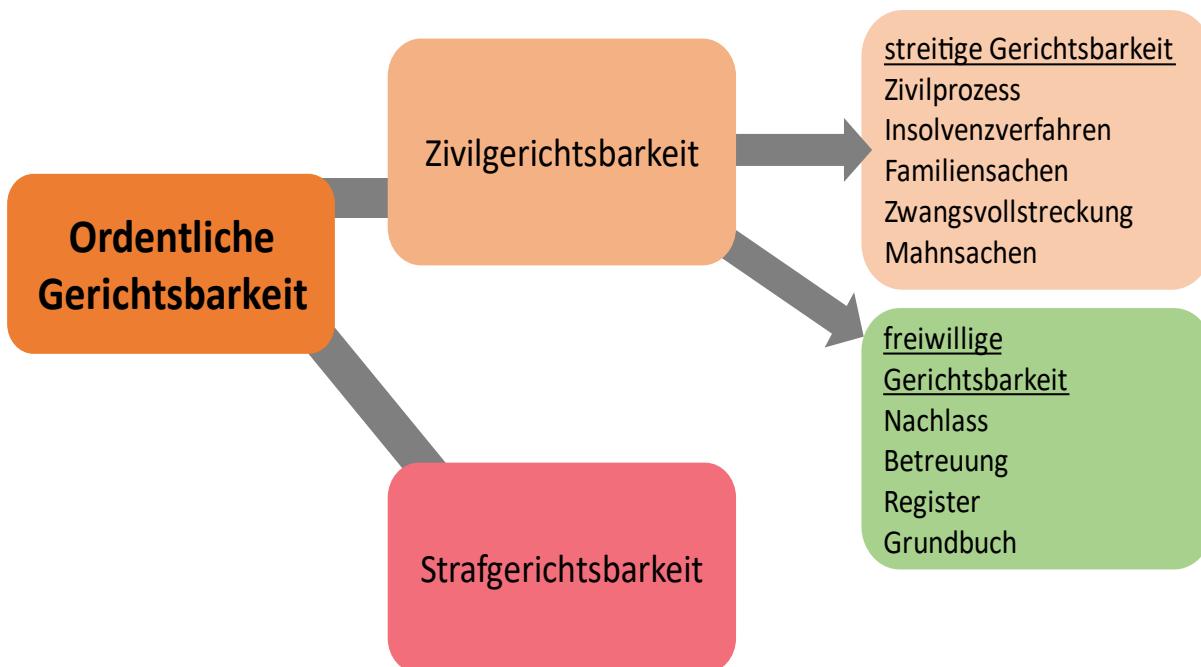 Ordentliche
Gerichtsbarkeit
Zivilgerichtsbarkeit
Strafgerichtsbarkeit
streitige Gerichtsbarkeit
Zivilprozess
Insolvenzverfahren
Familiensachen
Zwangsvollstreckung
Mahnsachen
freiwillige
Gerichtsbarkeit
Nachlass
Betreuung
Register
Grundbuch